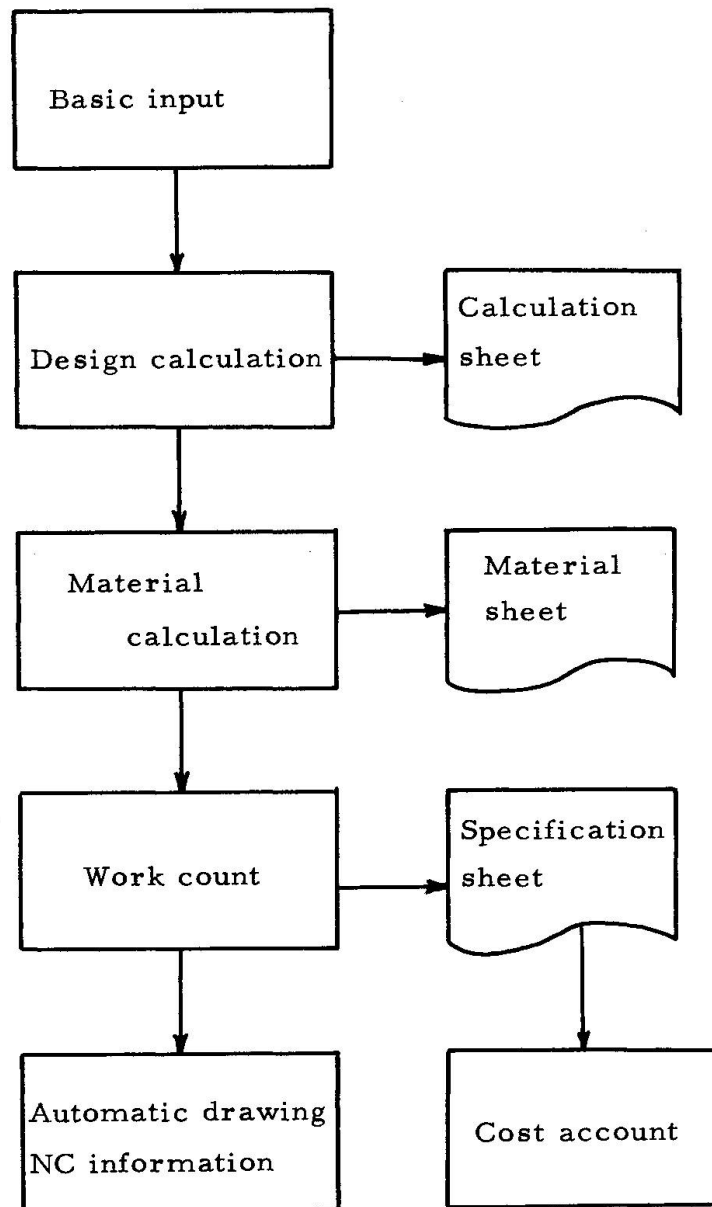 Basic input
Design calculation
Calculation
sheet
Material
calculation
Material
sheet
Work count
Specification
sheet
Automatic drawing
NC information
Cost account